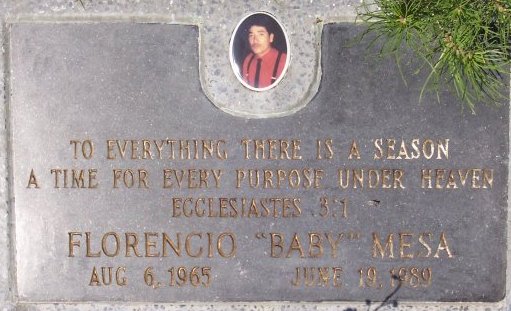 TO EVERYTHING THERE IS A SEASON
A TIME FOR EVERY PURPOSE UNDER HEAVEN
ECCLESIASTES 3:1
FLORENCIO "BABY" MESA
AUG 6, 1965 JUNE 19, 1989